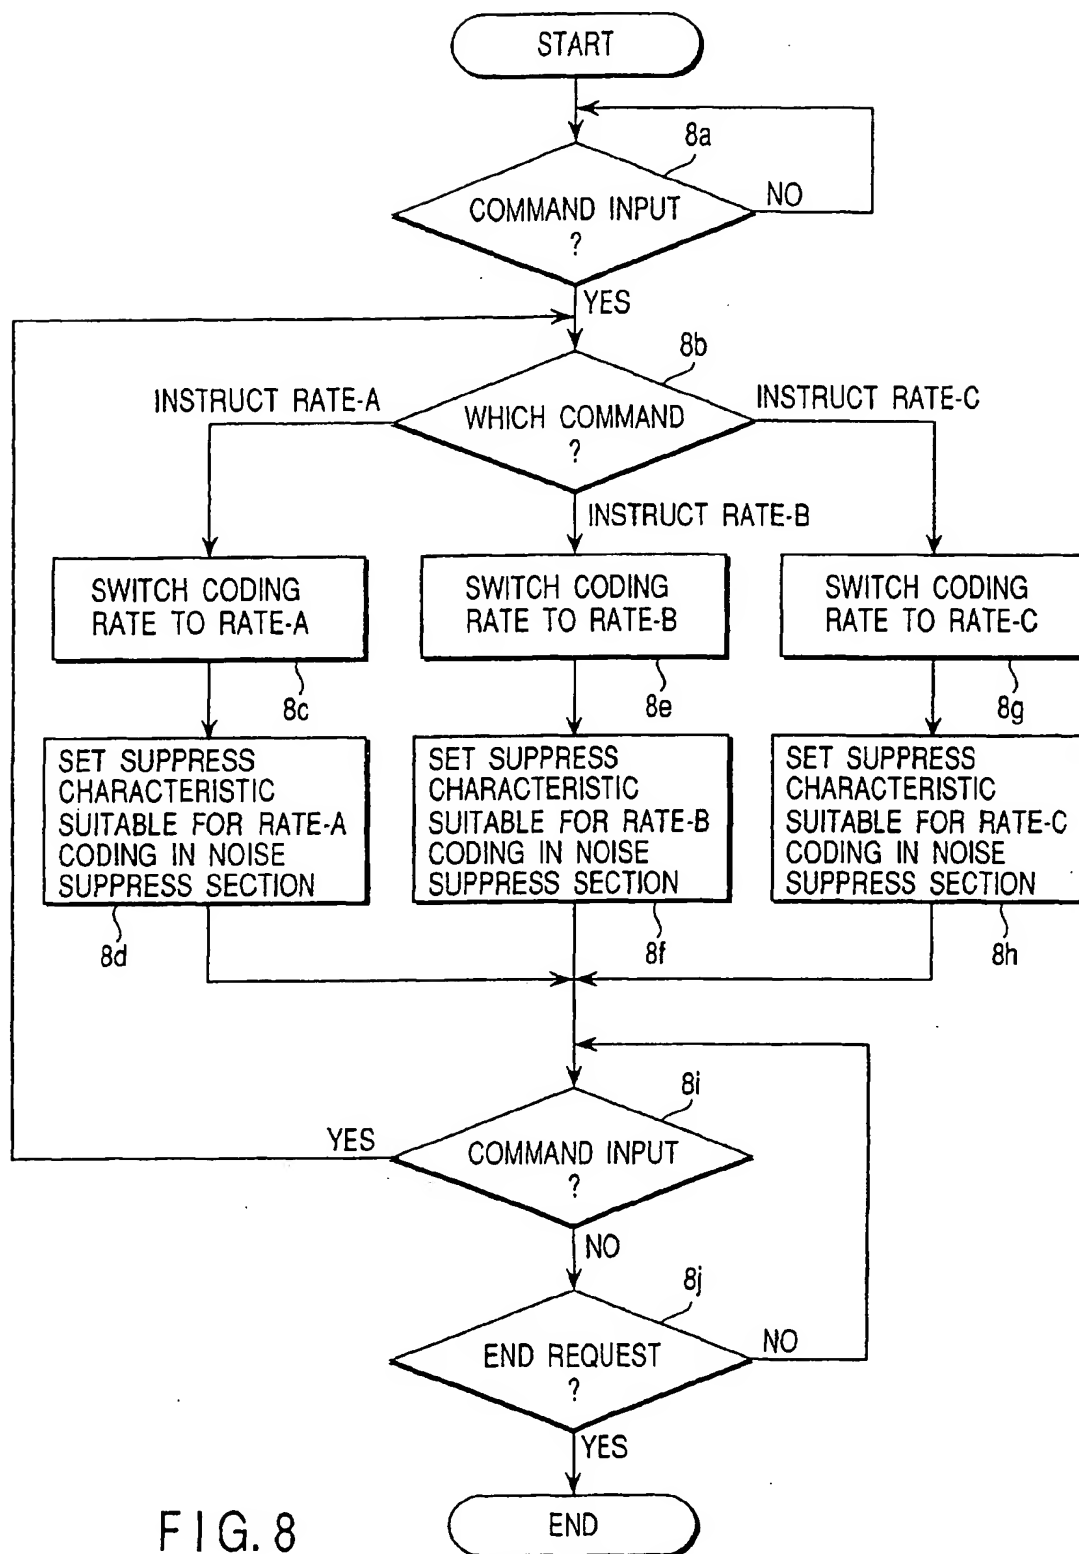 START
8a
COMMAND INPUT
?
NO
YES
8b
INSTRUCT RATE-A
WHICH COMMAND
?
INSTRUCT RATE-C
INSTRUCT RATE-B
SWITCH CODING
RATE TO RATE-A
8c
SWITCH CODING
RATE TO RATE-B
8e
SWITCH CODING
RATE TO RATE-C
8g
SET SUPPRESS
CHARACTERISTIC
SUITABLE FOR RATE-A
CODING IN NOISE
SUPPRESS SECTION
8d
SET SUPPRESS
CHARACTERISTIC
SUITABLE FOR RATE-B
CODING IN NOISE
SUPPRESS SECTION
8f
SET SUPPRESS
CHARACTERISTIC
SUITABLE FOR RATE-C
CODING IN NOISE
SUPPRESS SECTION
8h
8i
YES
COMMAND INPUT
?
NO
8j
END REQUEST
?
NO
YES
END
FIG. 8